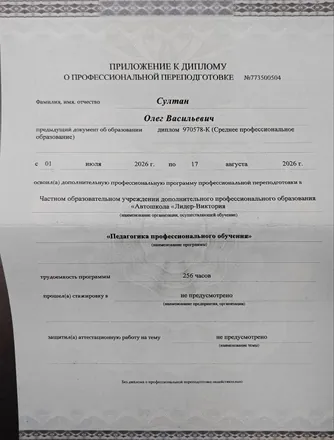 ПРИЛОЖЕНИЕ К ДИПЛОМУ
О ПРОФЕССИОНАЛЬНОЙ ПЕРЕПОДГОТОВКЕ №773500504
Фамилия, имя, отчество Султан
Олег Васильевич
предыдущий документ об образовании диплом 970578-К (Среднее профессиональное
образование)
с 01 июля 2026 г. по 17 августа 2026 г.
освоил(а) дополнительную профессиональную программу профессиональной переподготовки в
Частном образовательном учреждении дополнительного профессионального образования
«Автошкола «Лидер-Виктория
(наименование организации, осуществляющей обучение)
«Педагогика профессионального обучения»
(наименование программы)
трудоемкость программы 256 часов
прошел(а) стажировку в не предусмотрено
(наименование предприятия, организации)
защитил(а) аттестационную работу на тему не предусмотрено
(наименование темы)
Без диплома о профессиональной переподготовке недействительно